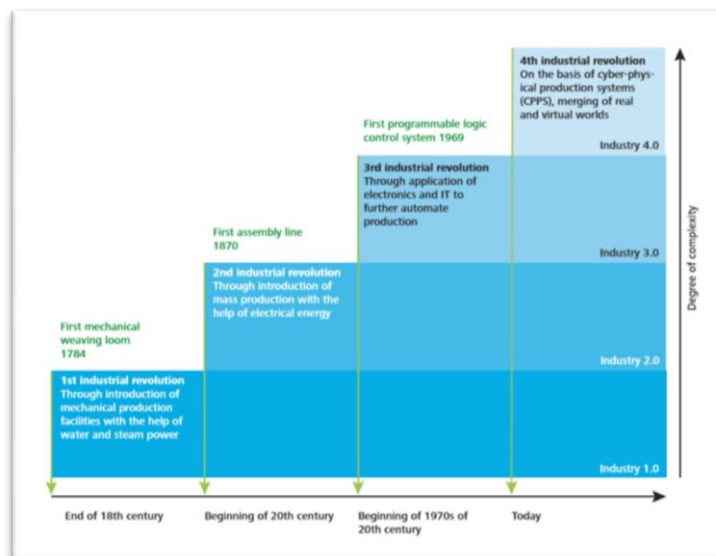 4th industrial revolution
On the basis of cyber-phys-
ical production systems
(CPPS), merging of real
and virtual worlds
Industry 4.0
First programmable logic
control system 1969
3rd industrial revolution
Through application of
electronics and IT to
further automate
production
Industry 3.0
First assembly line
1870
2nd industrial revolution
Through introduction of
mass production with the
help of electrical energy
Industry 2.0
First mechanical
weaving loom
1784
1st industrial revolution
Through introduction of
mechanical production
facilities with the help of
water and steam power
Industry 1.0
Degree of complexity
End of 18th century
Beginning of 20th century
Beginning of 1970s of
20th century
Today